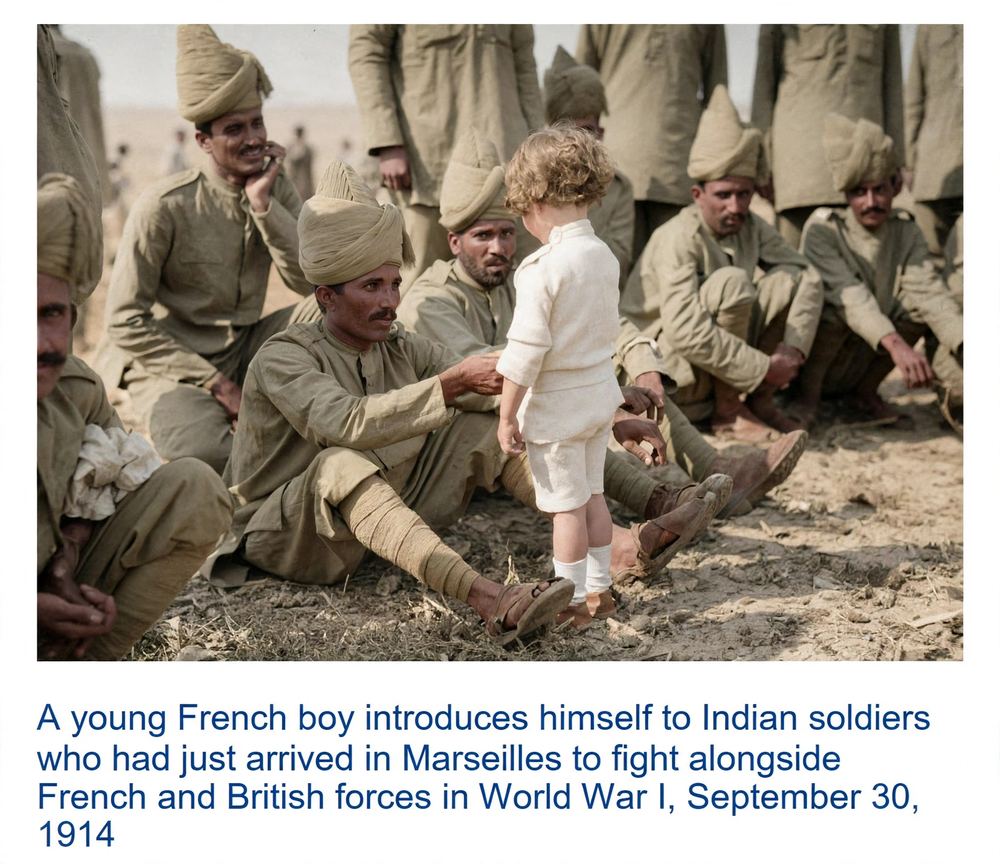 A young French boy introduces himself to Indian soldiers
who had just arrived in Marseilles to fight alongside
French and British forces in World War I, September 30,
1914